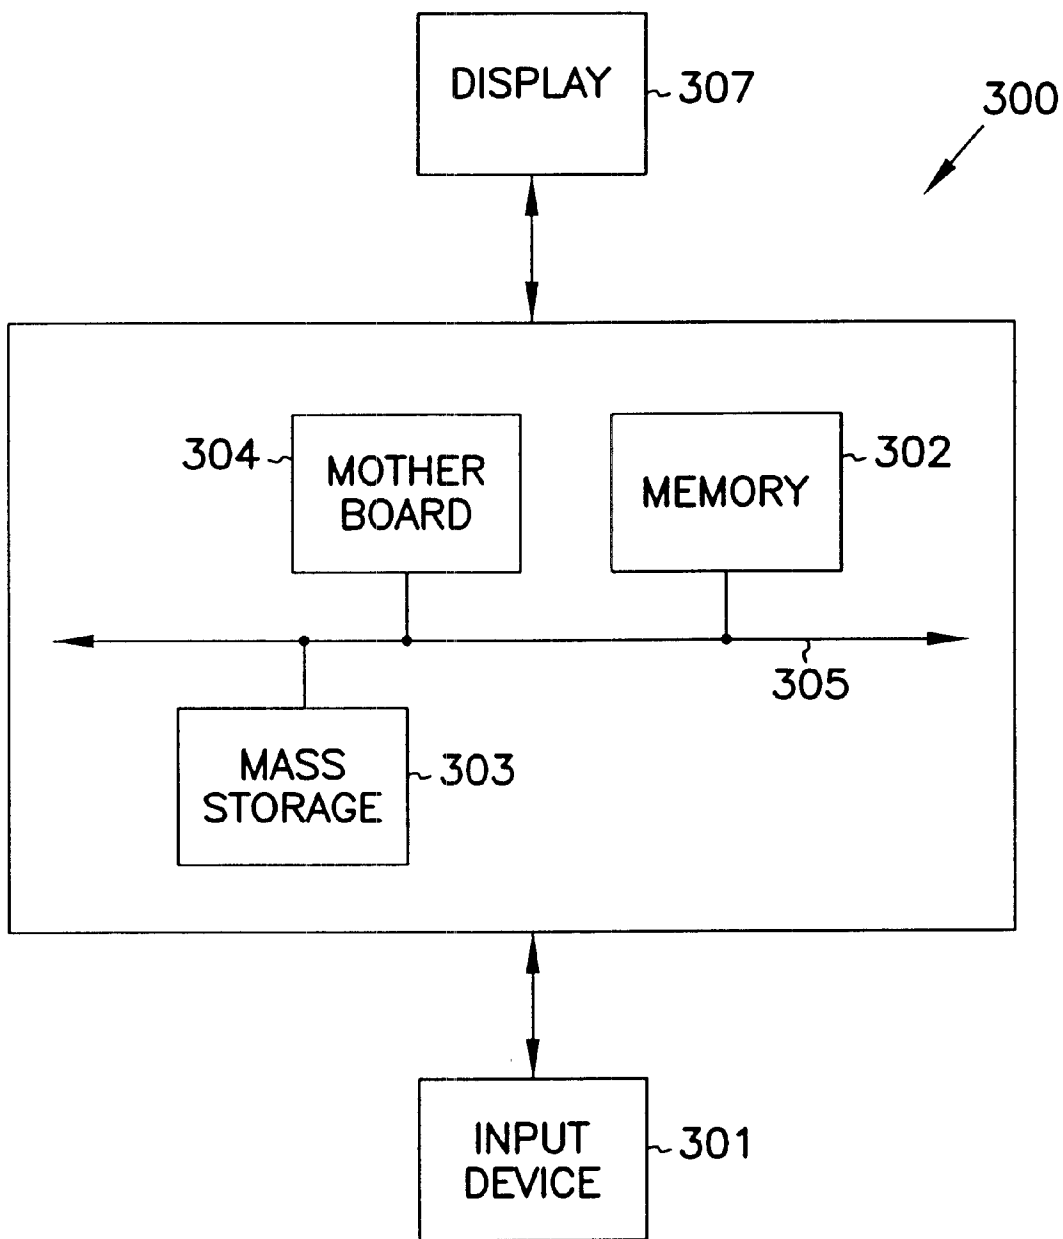 DISPLAY
307
300
304
MOTHER
BOARD
MEMORY
302
305
MASS
STORAGE
303
INPUT
DEVICE
301